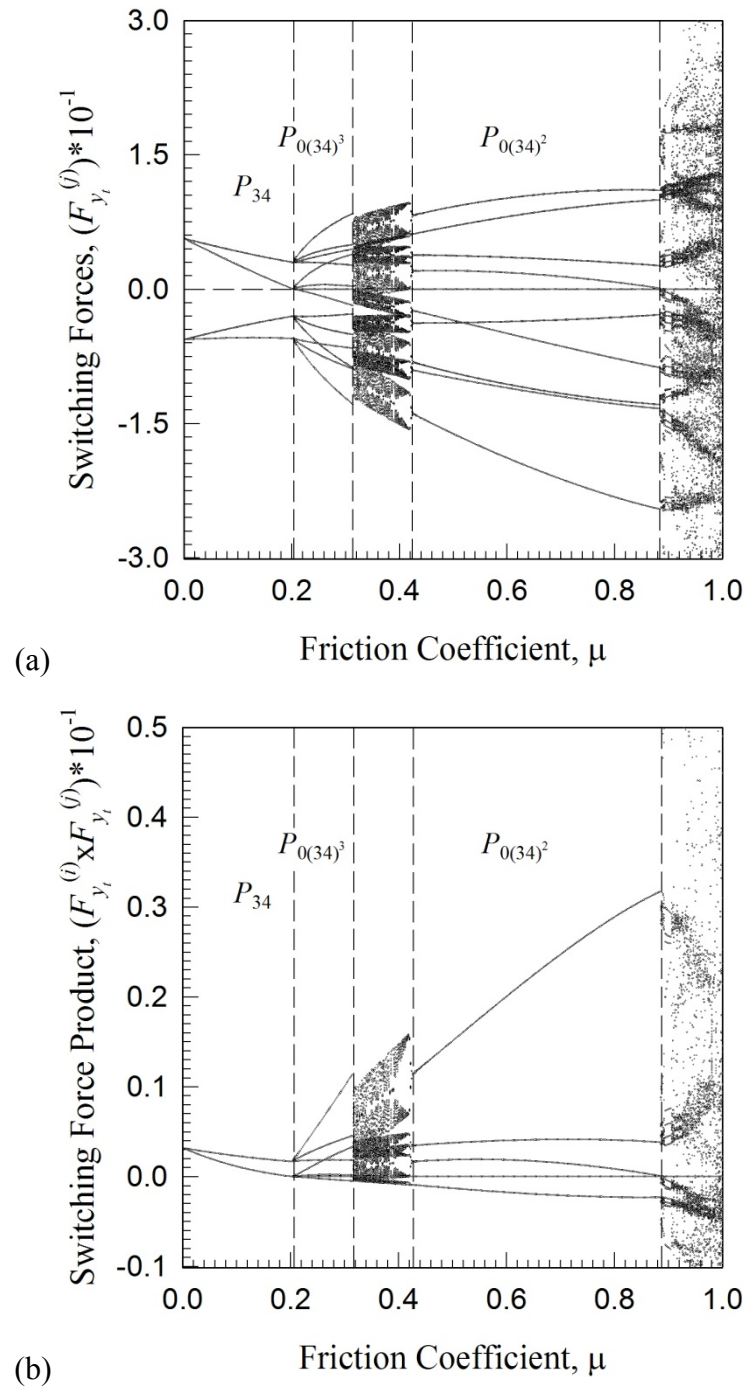 3.0
1.5
0.0
-1.5
-3.0
Switching Forces, (F_{y_t}^{(j)})*10^{-1}
P_{34}
P_{0(34)^3}
P_{0(34)^2}
0.0 0.2 0.4 0.6 0.8 1.0
Friction Coefficient, μ
(a)
0.5
0.4
0.3
0.2
0.1
0.0
-0.1
Switching Force Product, (F_{y_t}^{(i)}xF_{y_t}^{(j)})*10^{-1}
P_{34}
P_{0(34)^3}
P_{0(34)^2}
0.0 0.2 0.4 0.6 0.8 1.0
Friction Coefficient, μ
(b)